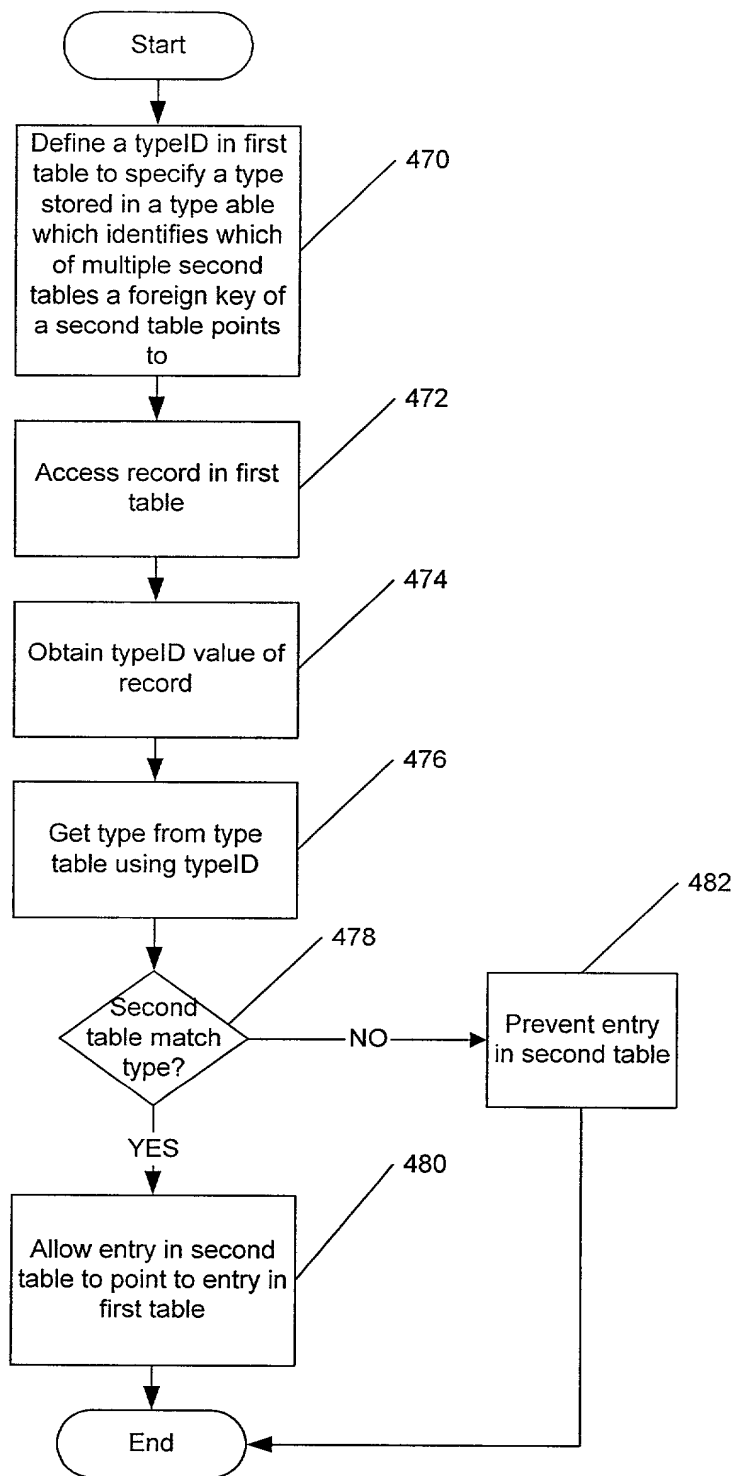 Start
Define a typeID in first
table to specify a type
stored in a type able
which identifies which
of multiple second
tables a foreign key of
a second table points
to
470
Access record in first
table
472
Obtain typeID value of
record
474
Get type from type
table using typeID
476
Second
table match
type?
478
NO
Prevent entry
in second table
482
YES
Allow entry in second
table to point to entry in
first table
480
End